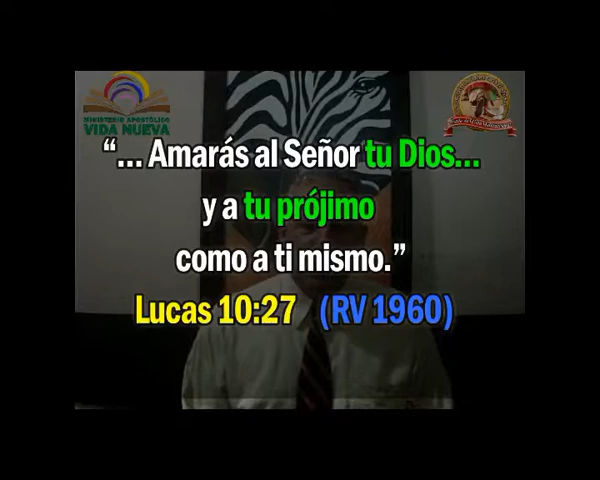 MINISTERIO APOSTÓLICO
VIDA NUEVA
“... Amarás al Señor tu Dios...
y a tu prójimo
como a ti mismo.”
Lucas 10:27 (RV 1960)